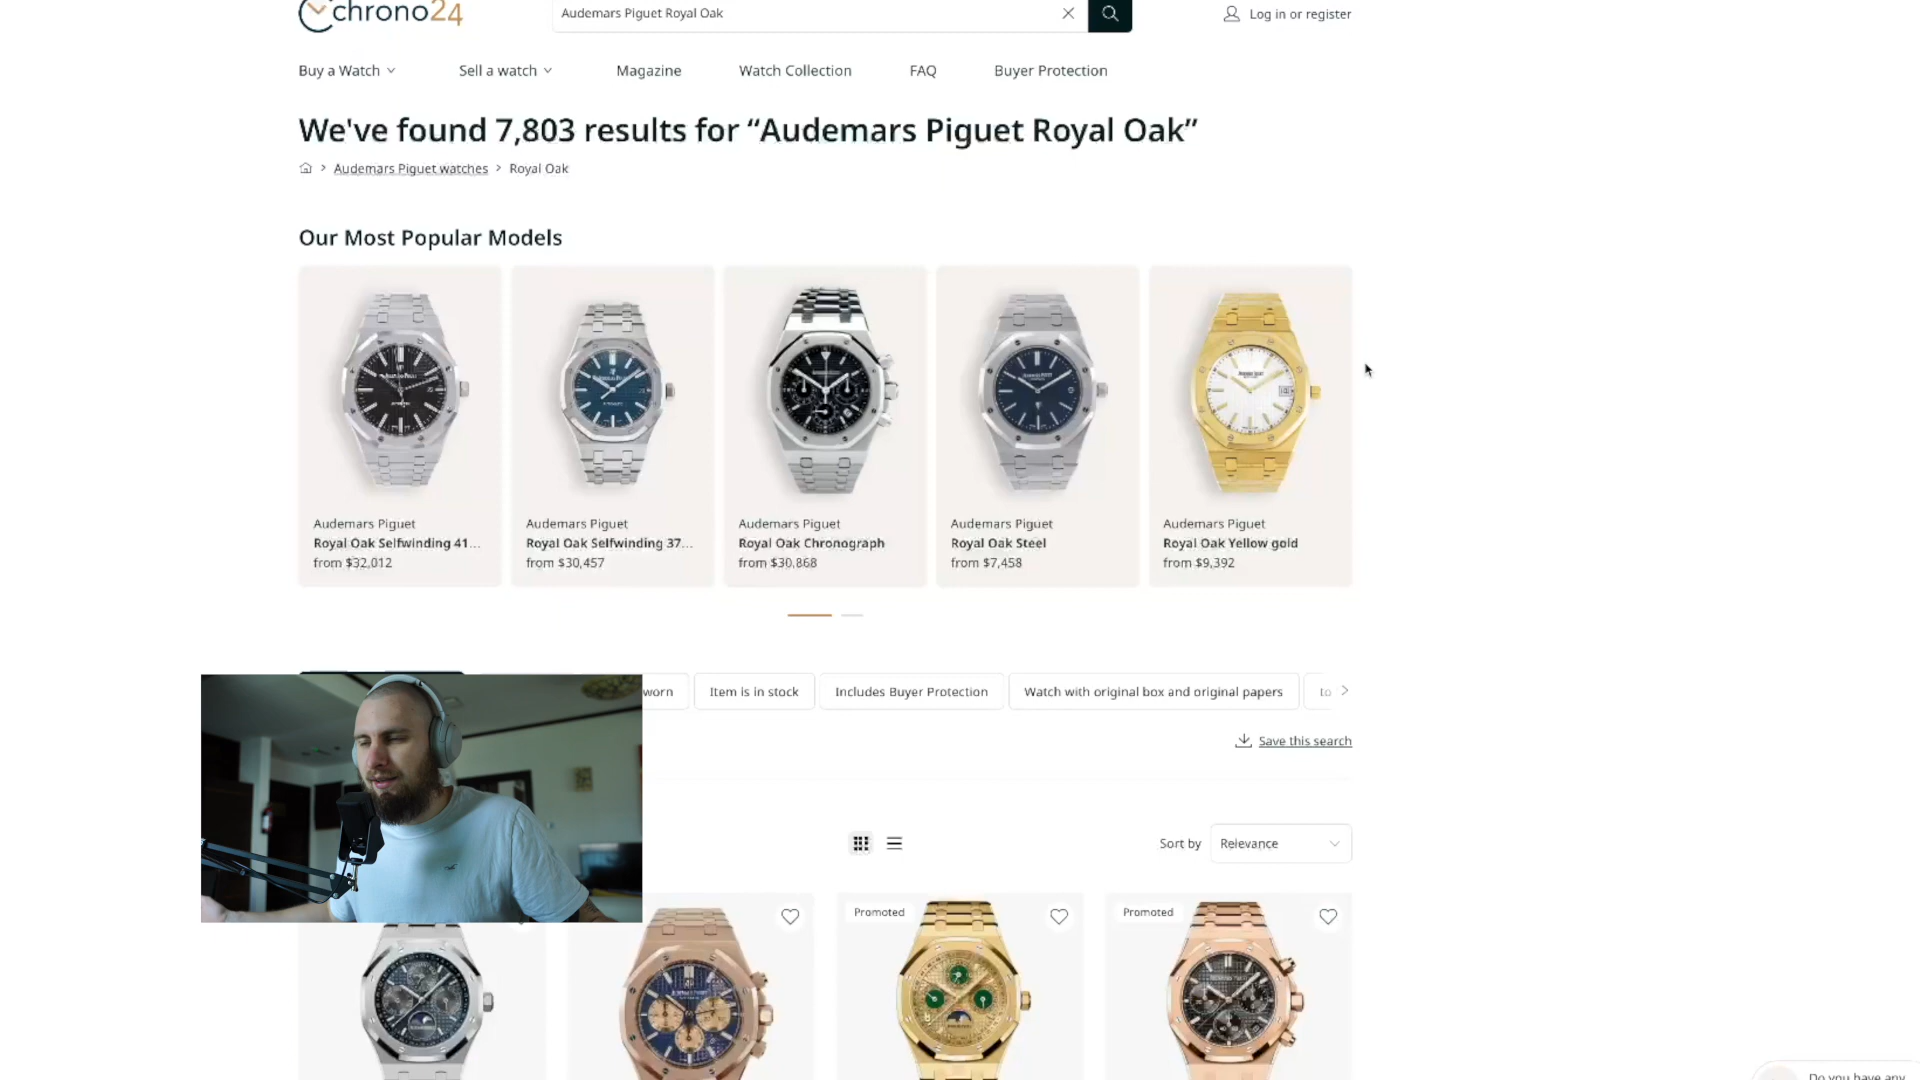 chrono24
Audemars Piguet Royal Oak
Log in or register
Buy a Watch
Sell a watch
Magazine
Watch Collection
FAQ
Buyer Protection
We've found 7,803 results for “Audemars Piguet Royal Oak”
Audemars Piguet watches > Royal Oak
Our Most Popular Models
Audemars Piguet
Royal Oak Selfwinding 41...
from $32,012
Audemars Piguet
Royal Oak Selfwinding 37...
from $30,457
Audemars Piguet
Royal Oak Chronograph
from $30,868
Audemars Piguet
Royal Oak Steel
from $7,458
Audemars Piguet
Royal Oak Yellow gold
from $9,392
worn
Item is in stock
Includes Buyer Protection
Watch with original box and original papers
to
Save this search
Sort by
Relevance
Promoted
Promoted
Do you have any